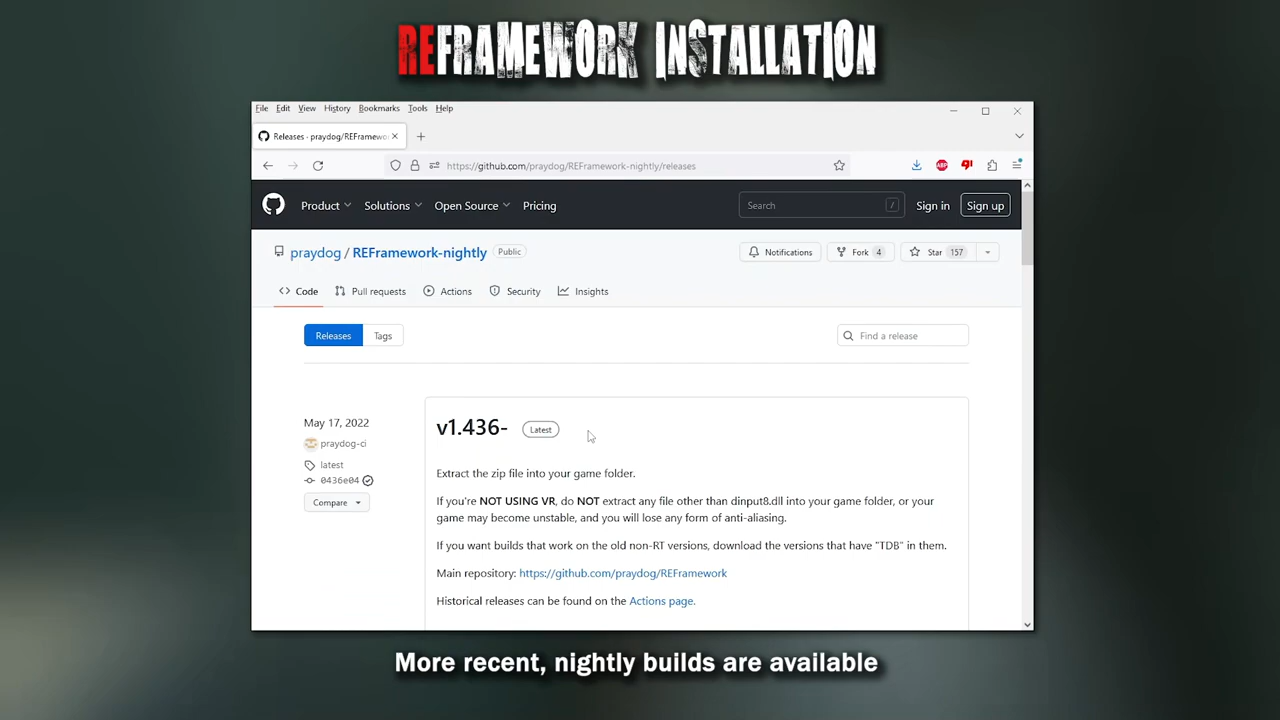 REFRAMEWORK INSTALLATION
File Edit View History Bookmarks Tools Help
Releases · praydog/REFramewo
https://github.com/praydog/REFramework-nightly/releases
ABP
Product Solutions Open Source Pricing Search / Sign in Sign up
praydog / REFramework-nightly Public Notifications Fork 4 Star 157
Code Pull requests Actions Security Insights
Releases Tags Find a release
May 17, 2022
praydog-ci
latest
0436e04
Compare
v1.436- Latest
Extract the zip file into your game folder.
If you're NOT USING VR, do NOT extract any file other than dinput8.dll into your game folder, or your
game may become unstable, and you will lose any form of anti-aliasing.
If you want builds that work on the old non-RT versions, download the versions that have "TDB" in them.
Main repository: https://github.com/praydog/REFramework
Historical releases can be found on the Actions page.
More recent, nightly builds are available